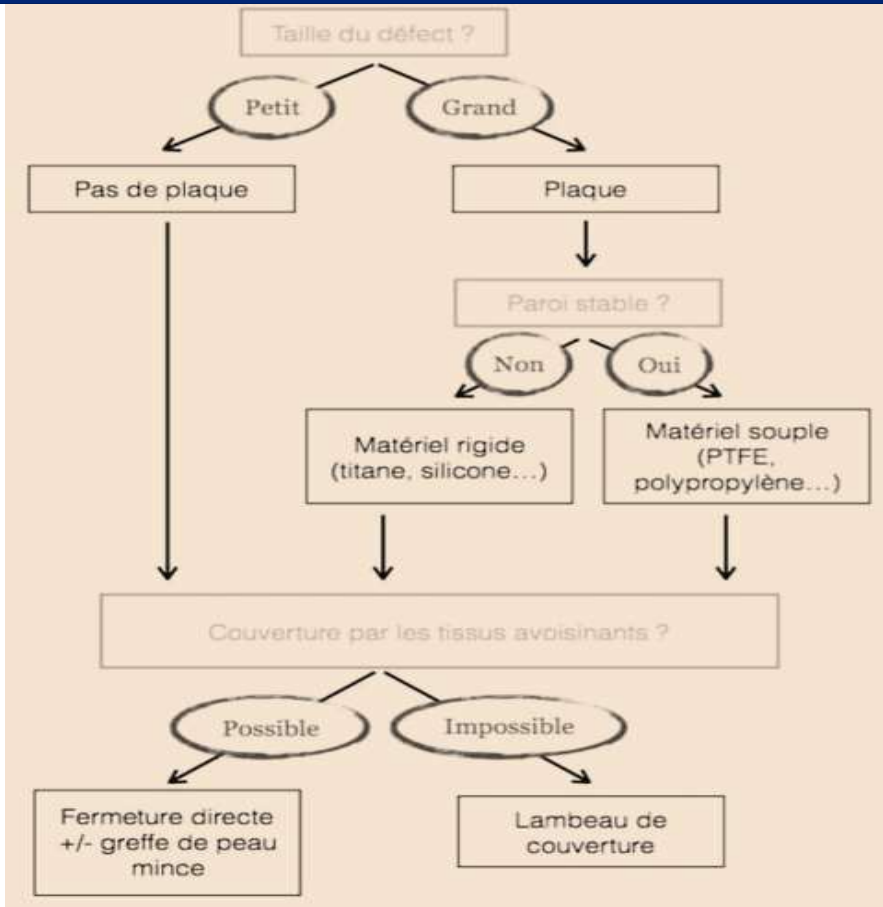 Taille du défect ?
Petit
Grand
Pas de plaque
Plaque
Paroi stable ?
Non
Oui
Matériel rigide
(titane, silicone...)
Matériel souple
(PTFE,
polypropylène...)
Couverture par les tissus avoisinants ?
Possible
Impossible
Fermeture directe
+/- greffe de peau
mince
Lambeau de
couverture